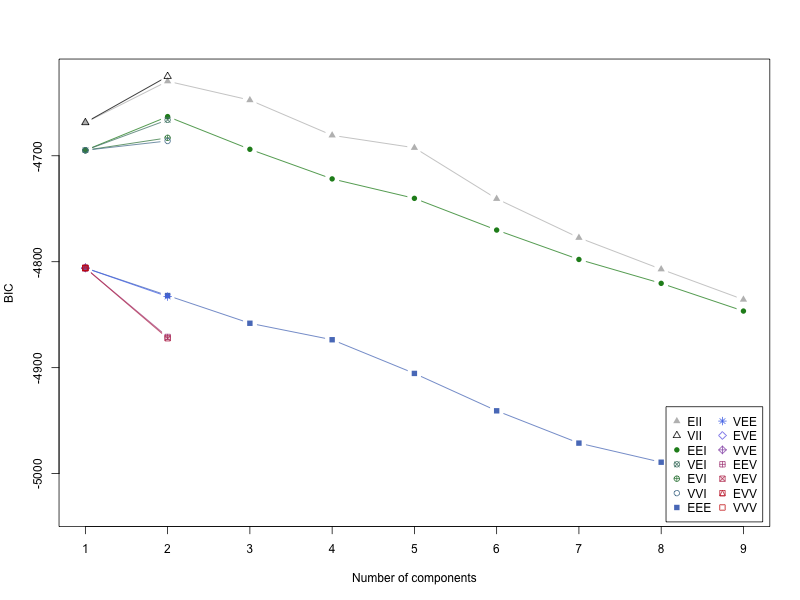 BIC
-4700
-4800
-4900
-5000
EII VEE
VII EVE
EEI VVE
VEI EEV
EVI VEV
VVI EVV
EEE VVV
1 2 3 4 5 6 7 8 9
Number of components